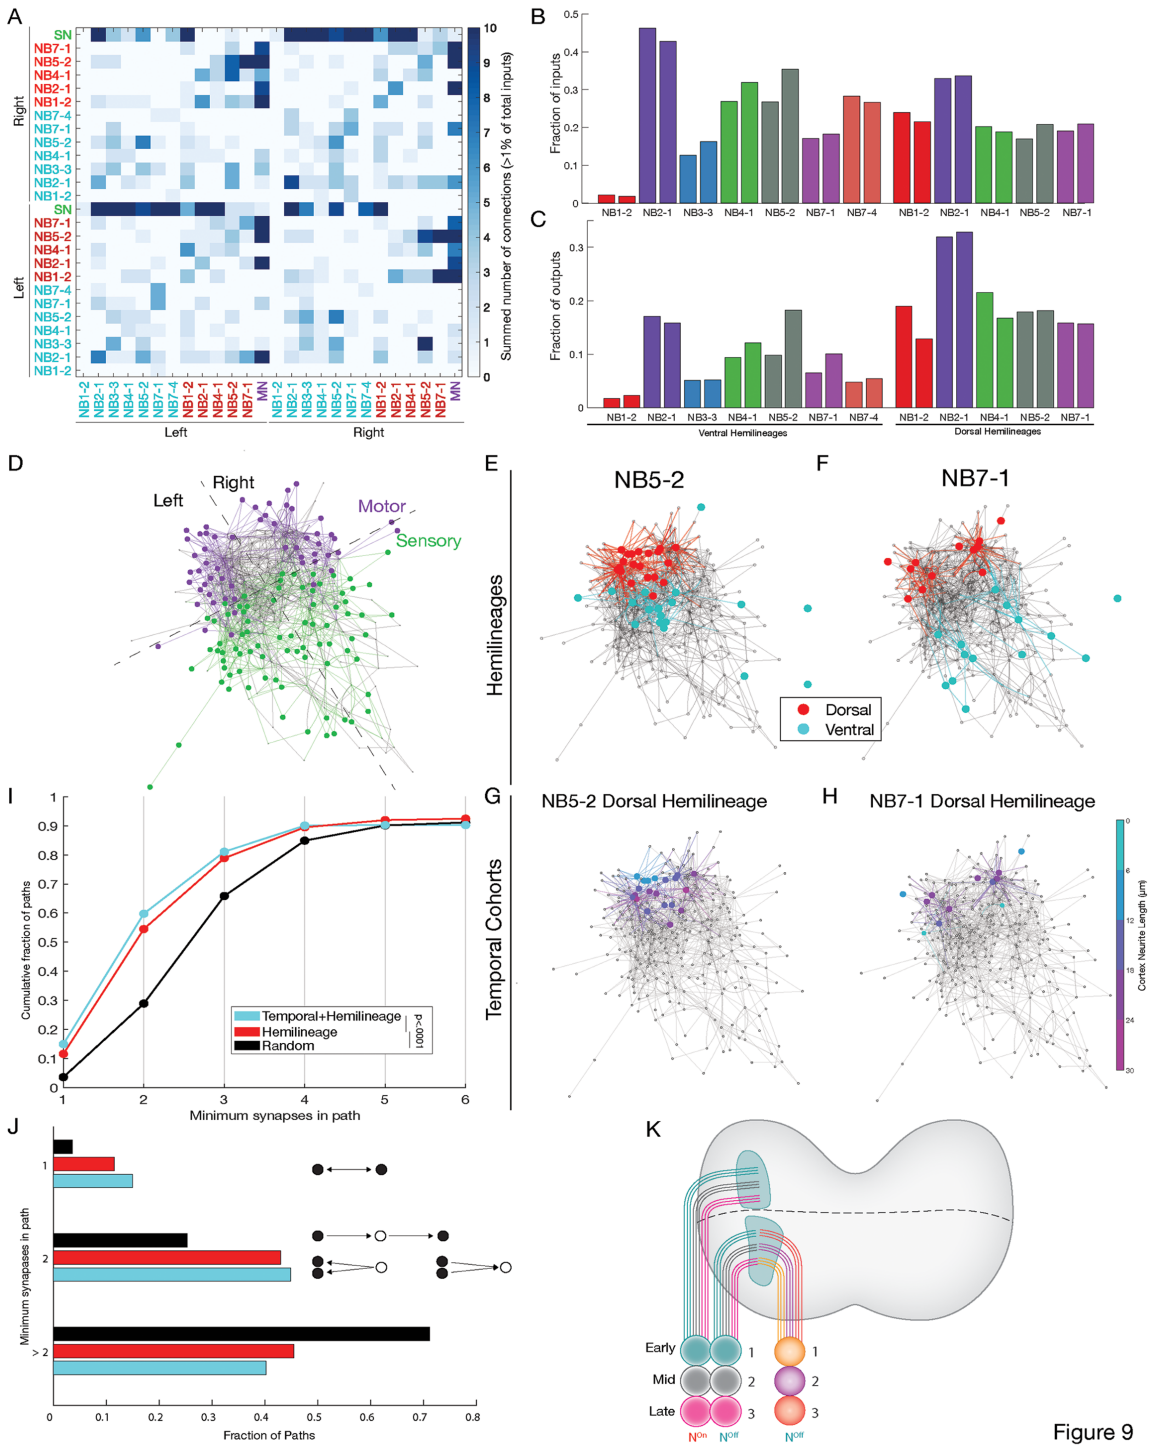 A
Right
SN
NB7-1
NB5-2
NB4-1
NB2-1
NB1-2
NB7-4
NB7-1
NB5-2
NB4-1
NB3-3
NB2-1
NB1-2
Left
SN
NB7-1
NB5-2
NB4-1
NB2-1
NB1-2
NB7-4
NB7-1
NB5-2
NB4-1
NB3-3
NB2-1
NB1-2
NB1-2 NB2-1 NB3-3 NB4-1 NB5-2 NB7-1 NB7-4 NB1-2 NB2-1 NB4-1 NB5-2 NB7-1 MN NB1-2 NB2-1 NB3-3 NB4-1 NB5-2 NB7-1 NB7-4 NB1-2 NB2-1 NB4-1 NB5-2 NB7-1 MN
Left Right
10
9
8
7
6
5
4
3
2
1
0
Summed number of connections (>1% of total inputs)
B
Fraction of inputs
0.5
0.4
0.3
0.2
0.1
0
NB1-2 NB2-1 NB3-3 NB4-1 NB5-2 NB7-1 NB7-4 NB1-2 NB2-1 NB4-1 NB5-2 NB7-1
C
Fraction of outputs
0.3
0.2
0.1
0
NB1-2 NB2-1 NB3-3 NB4-1 NB5-2 NB7-1 NB7-4 NB1-2 NB2-1 NB4-1 NB5-2 NB7-1
Ventral Hemilineages Dorsal Hemilineages
D
Left
Right
Motor
Sensory
Hemilineages
E
NB5-2
F
NB7-1
Dorsal
Ventral
Temporal Cohorts
G
NB5-2 Dorsal Hemilineage
H
NB7-1 Dorsal Hemilineage
0
6
12
18
24
30
Cortex Neurite Length (μm)
I
Cumulative fraction of paths
1
0.9
0.8
0.7
0.6
0.5
0.4
0.3
0.2
0.1
0
1 2 3 4 5 6
Minimum synapses in path
Temporal+Hemilineage
Hemilineage
Random
p<.0001
J
Minimum synapases in path
1
2
> 2
0 0.1 0.2 0.3 0.4 0.5 0.6 0.7 0.8
Fraction of Paths
K
Early 1 1
Mid 2 2
Late 3 3
NOn NOff NOff
Figure 9